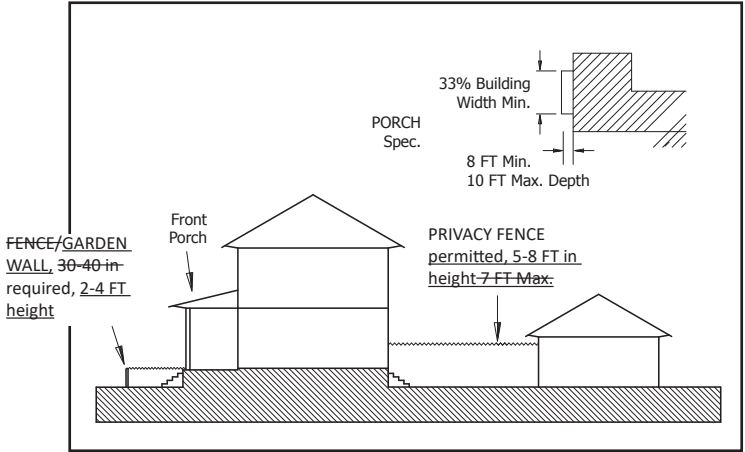 33% Building
Width Min.
PORCH
Spec.
8 FT Min.
10 FT Max. Depth
Front
Porch
FENCE/GARDEN
WALL, 30-40 in
required, 2-4 FT
height
PRIVACY FENCE
permitted, 5-8 FT in
height 7 FT Max.